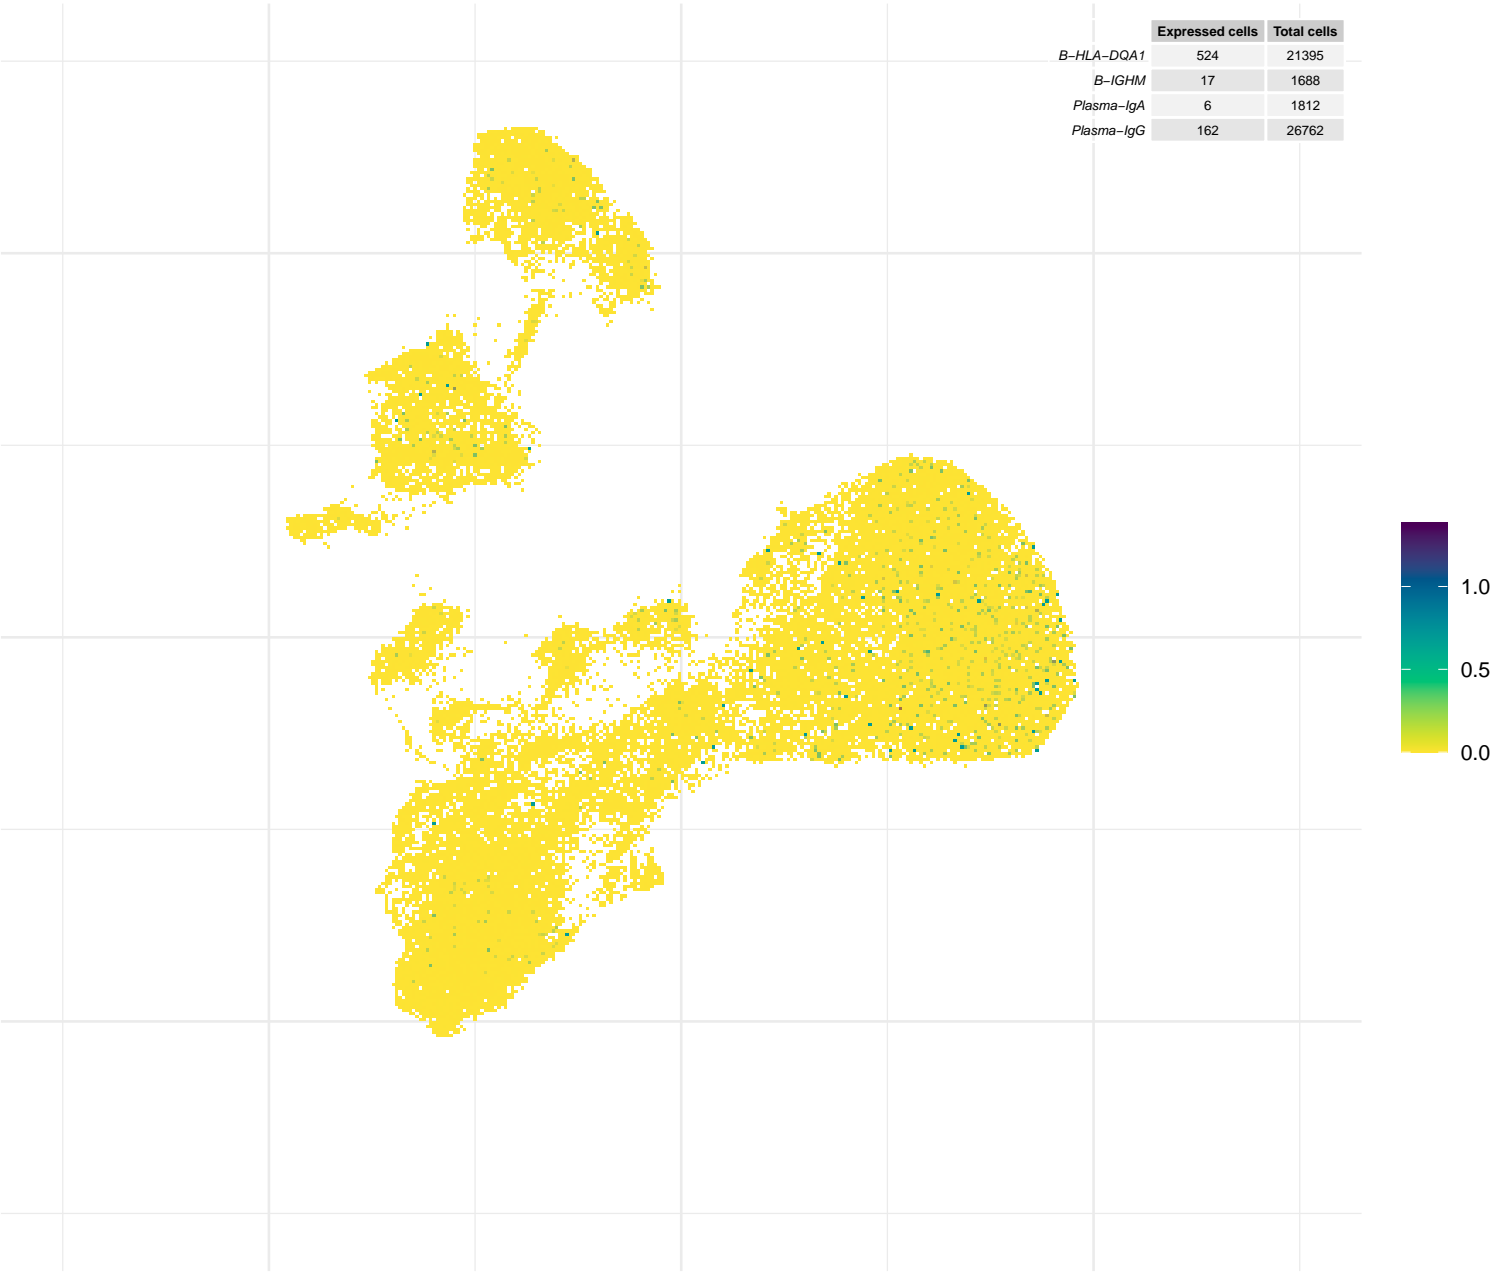 Expressed cells Total cells
B−HLA−DQA1 524 21395
B−IGHM 17 1688
Plasma−IgA 6 1812
Plasma−IgG 162 26762
1.0
0.5
0.0